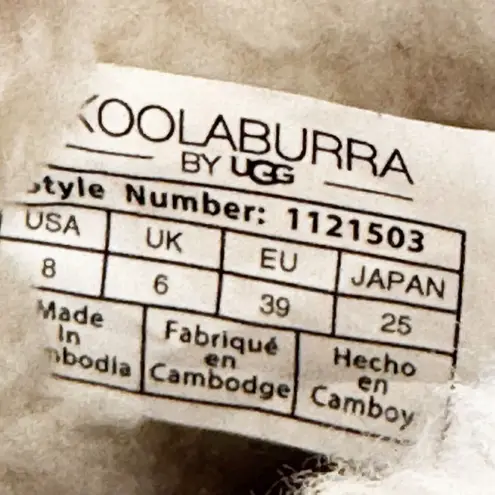 KOOLABURRA
BY UGG
Style Number: 1121503
USA UK EU JAPAN
8 6 39 25
Made in Cambodia
Fabriqué en Cambodge
Hecho en Camboy